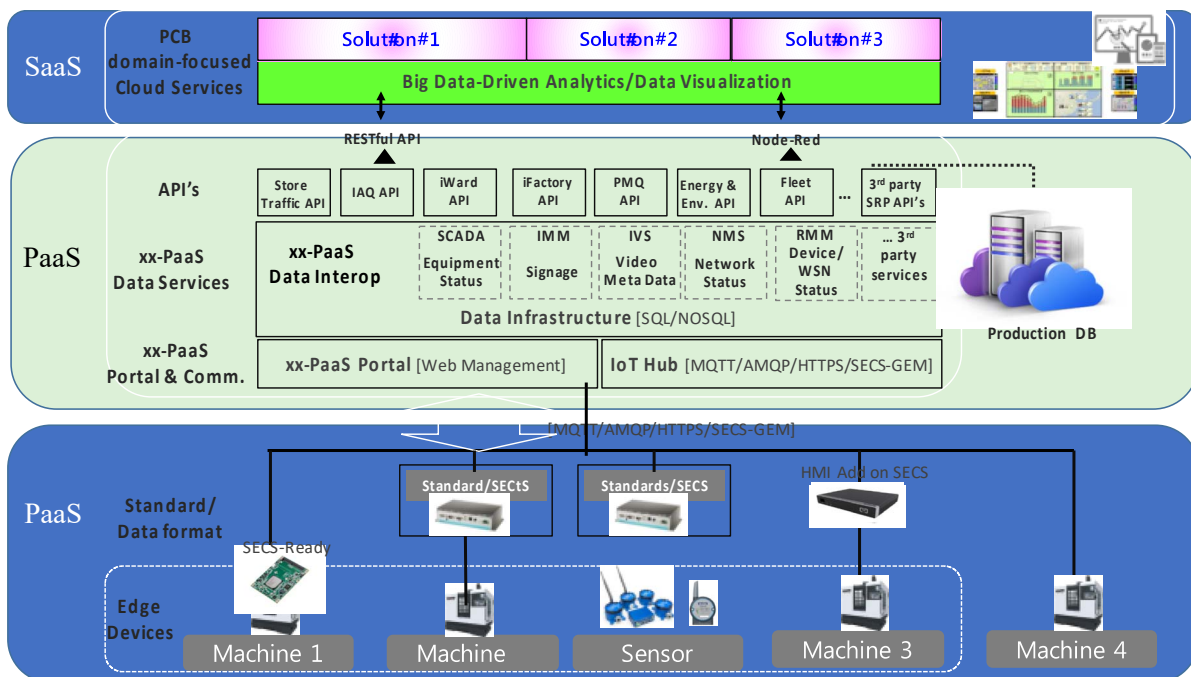 SaaS
PCB
domain-focused
Cloud Services
Solution#1
Solution#2
Solution#3
Big Data-Driven Analytics/Data Visualization
RESTful API
Node-Red
PaaS
API's
Store
Traffic API
IAQ API
iWard
API
iFactory
API
PMQ
API
Energy &
Env. API
Fleet
API
...
3rd party
SRP API's
xx-PaaS
Data Services
xx-PaaS
Data Interop
SCADA
Equipment
Status
IMM
Signage
IVS
Video
Meta Data
NMS
Network
Status
RMM
Device/
WSN
Status
... 3rd
party
services
Data Infrastructure [SQL/NOSQL]
Production DB
xx-PaaS
Portal & Comm.
xx-PaaS Portal [Web Management]
IoT Hub [MQTT/AMQP/HTTPS/SECS-GEM]
[MQTT/AMQP/HTTPS/SECS-GEM]
PaaS
Standard/
Data format
SECS-Ready
Standard/SECtS
Standards/SECS
HMI Add on SECS
Edge
Devices
Machine 1
Machine
Sensor
Machine 3
Machine 4